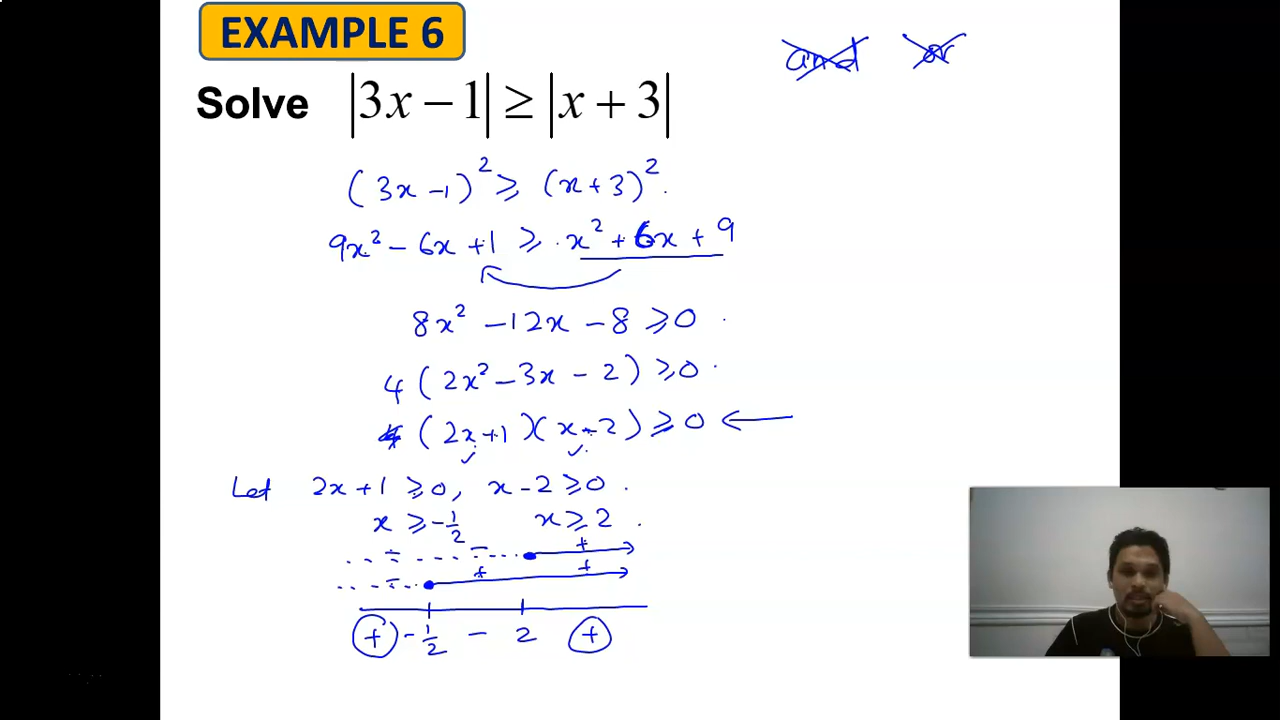 EXAMPLE 6
and or
Solve |3x − 1| ≥ |x + 3|
(3x −1)² ≥ (x + 3)².
9x² − 6x + 1 ≥ x² + 6x + 9
8x² − 12x − 8 ≥ 0
4(2x² − 3x − 2) ≥ 0
4(2x + 1)(x − 2) ≥ 0 ←
Let 2x + 1 ≥ 0, x − 2 ≥ 0.
x ≥ −1/2 x ≥ 2.
− − +
− + +
+ −1/2 − 2 +